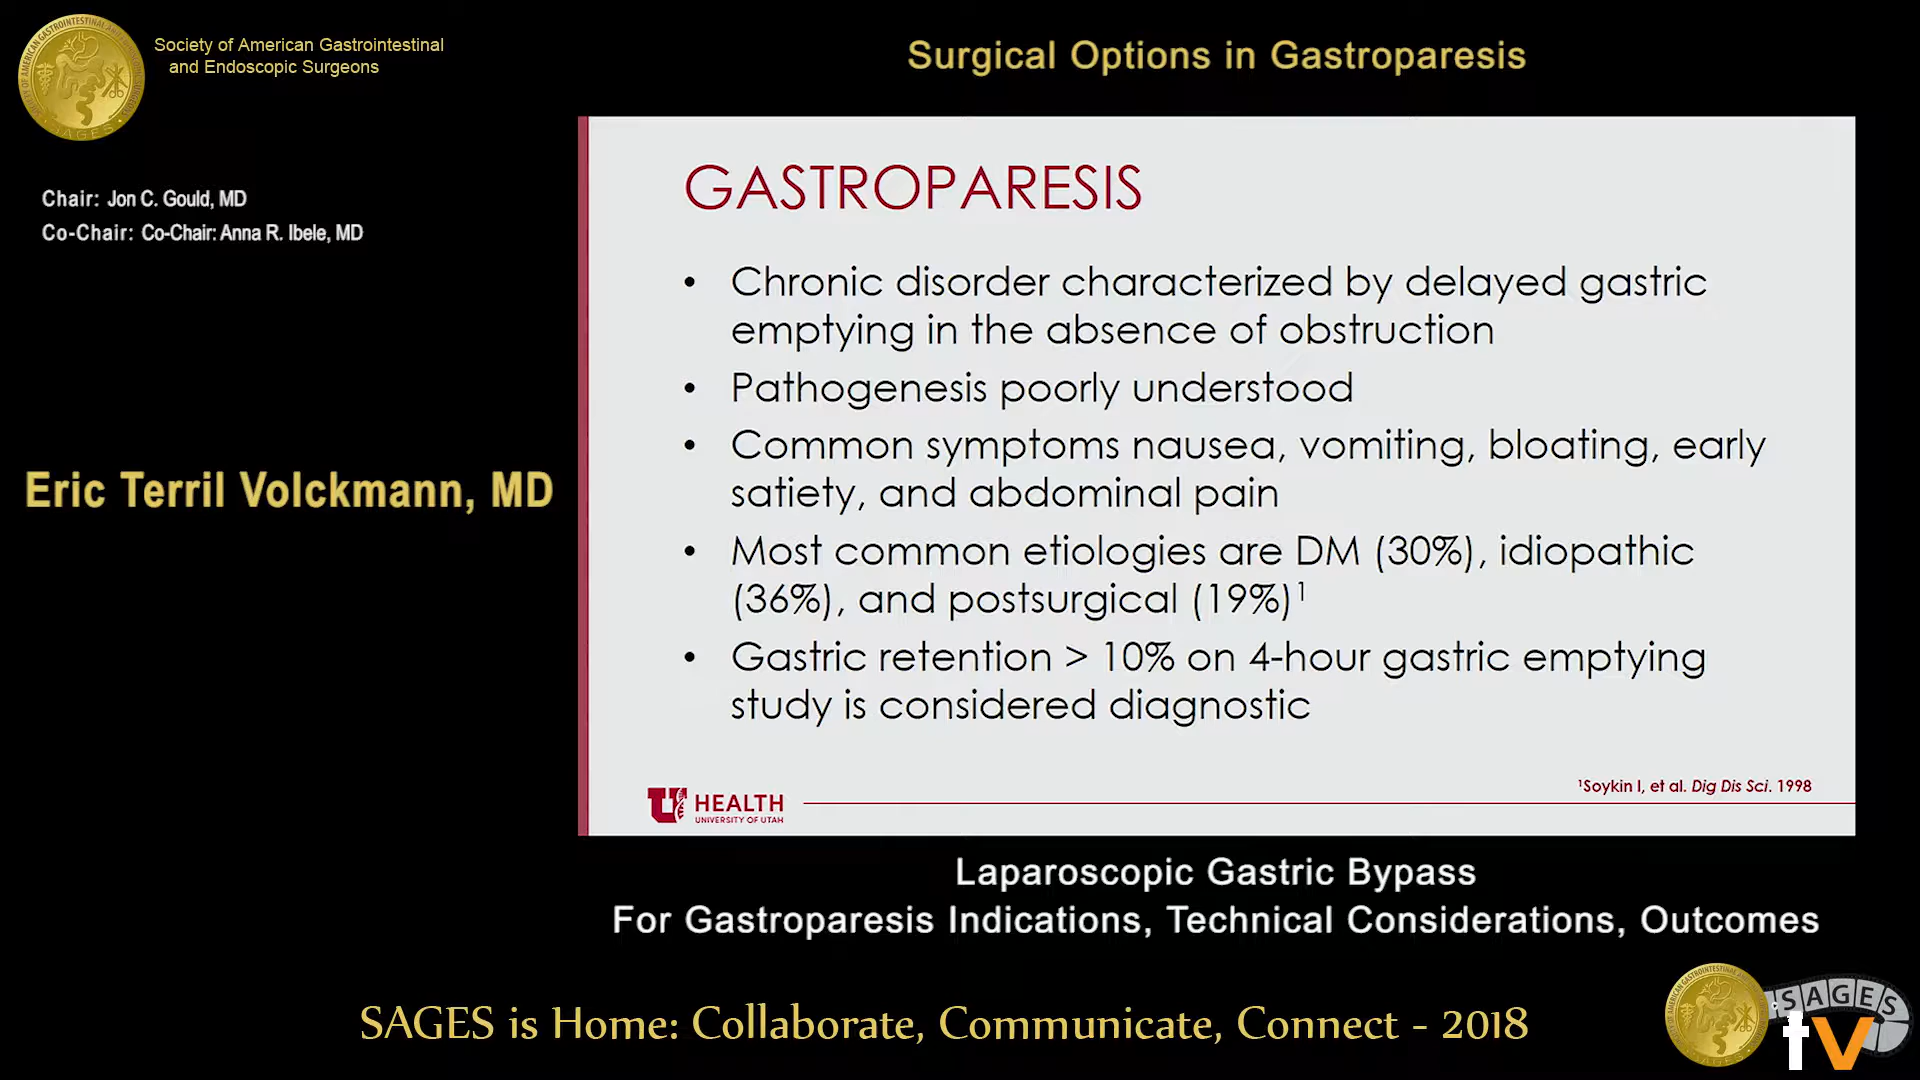 Society of American Gastrointestinal
and Endoscopic Surgeons
Surgical Options in Gastroparesis
Chair: Jon C. Gould, MD
Co-Chair: Co-Chair: Anna R. Ibele, MD
Eric Terril Volckmann, MD
GASTROPARESIS
• Chronic disorder characterized by delayed gastric
emptying in the absence of obstruction
• Pathogenesis poorly understood
• Common symptoms nausea, vomiting, bloating, early
satiety, and abdominal pain
• Most common etiologies are DM (30%), idiopathic
(36%), and postsurgical (19%)¹
• Gastric retention > 10% on 4-hour gastric emptying
study is considered diagnostic
¹Soykin I, et al. Dig Dis Sci. 1998
U HEALTH
UNIVERSITY OF UTAH
Laparoscopic Gastric Bypass
For Gastroparesis Indications, Technical Considerations, Outcomes
SAGES is Home: Collaborate, Communicate, Connect - 2018
SAGES
tv